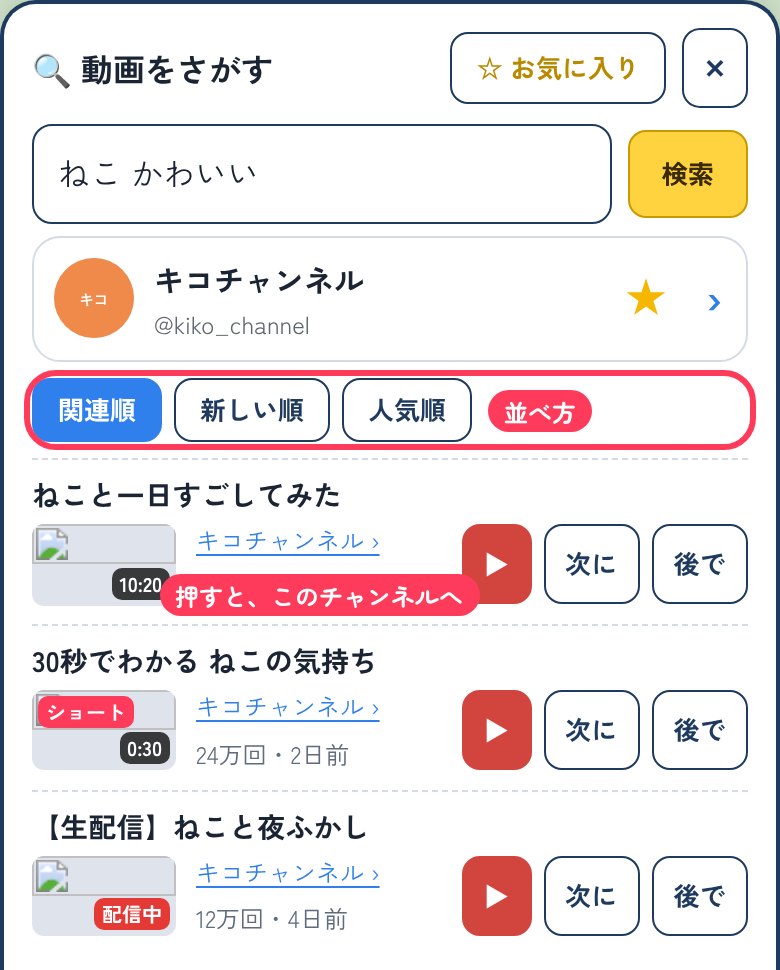 🔍 動画をさがす
☆ お気に入り
×
ねこ かわいい
検索
キコ
キコチャンネル
@kiko_channel
★ ›
関連順 新しい順 人気順 並べ方
ねこと一日すごしてみた
10:20
キコチャンネル ›
押すと、このチャンネルへ
▶ 次に 後で
30秒でわかる ねこの気持ち
ショート
0:30
キコチャンネル ›
24万回・2日前
▶ 次に 後で
【生配信】ねこと夜ふかし
配信中
キコチャンネル ›
12万回・4日前
▶ 次に 後で